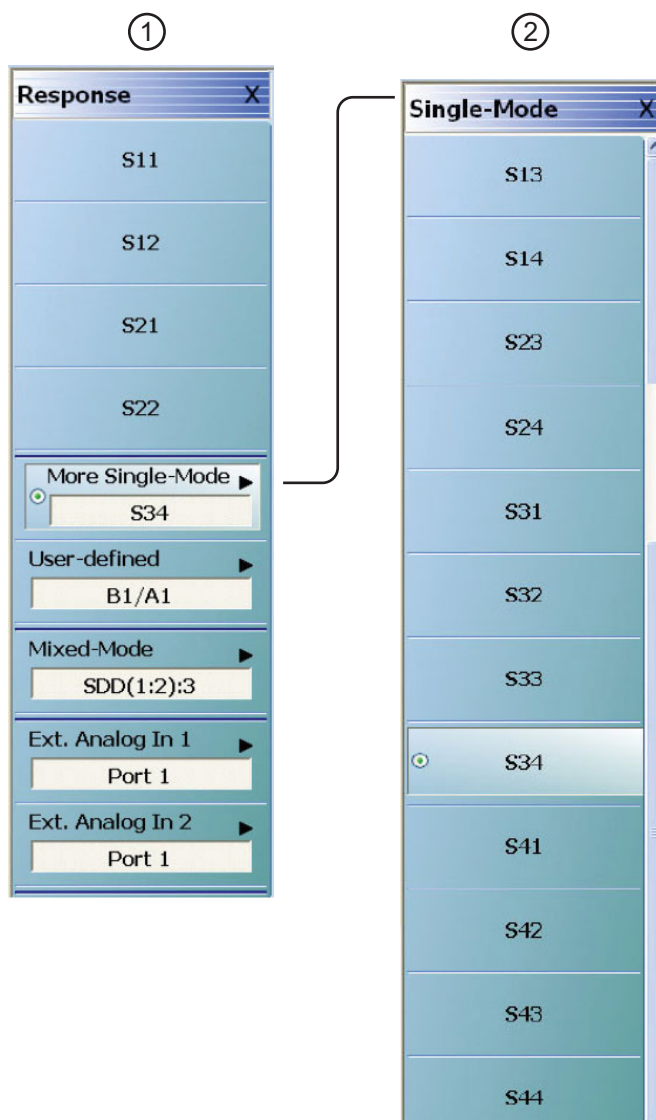 ①
②
Response X
S11
S12
S21
S22
More Single-Mode
S34
User-defined
B1/A1
Mixed-Mode
SDD(1:2):3
Ext. Analog In 1
Port 1
Ext. Analog In 2
Port 1
Single-Mode X
S13
S14
S23
S24
S31
S32
S33
S34
S41
S42
S43
S44